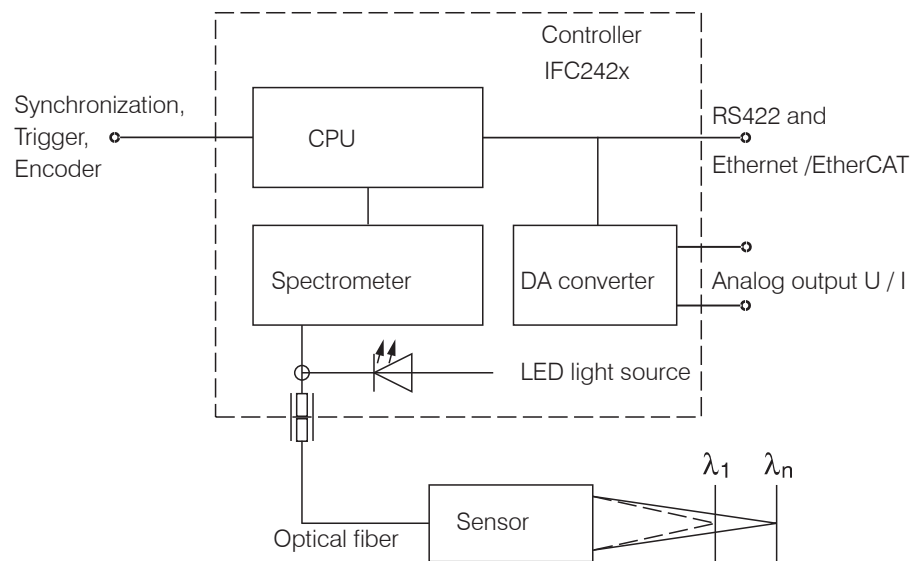 Controller
IFC242x
Synchronization,
Trigger,
Encoder
CPU
RS422 and
Ethernet /EtherCAT
Spectrometer
DA converter
Analog output U / I
LED light source
λ1
λn
Sensor
Optical fiber